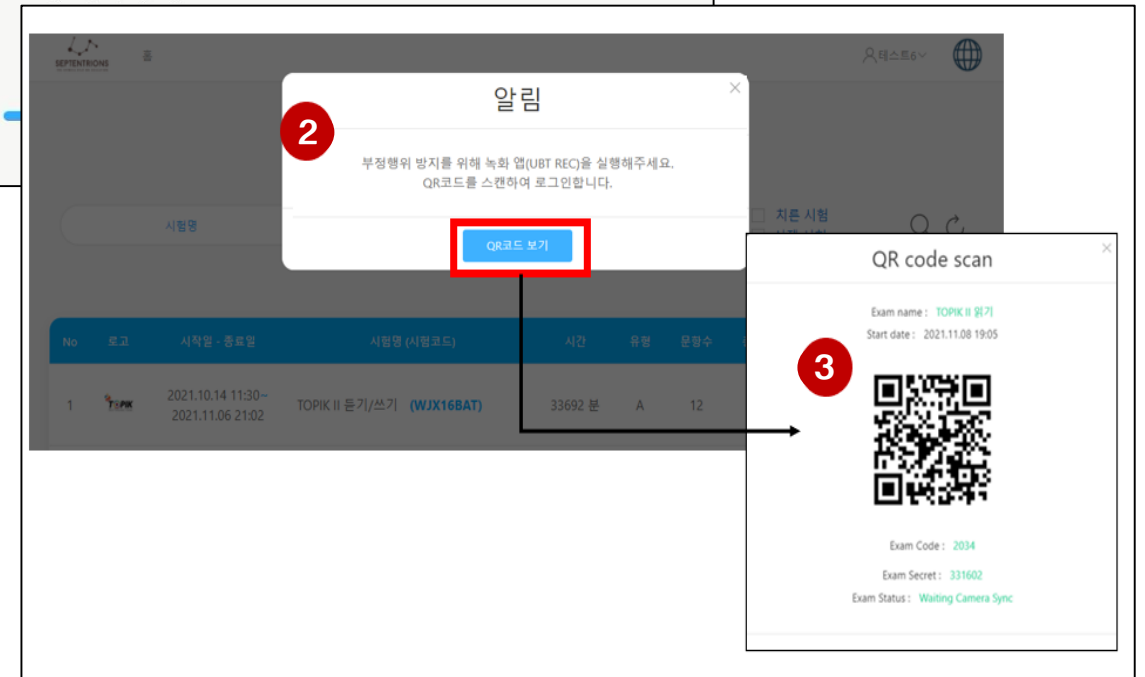 SEPTENTRIONS
홈
테스트6
알림
2
부정행위 방지를 위해 녹화 앱(UBT REC)을 실행해주세요.
QR코드를 스캔하여 로그인합니다.
시험명
치른 시험
QR코드 보기
QR code scan
Exam name : TOPIK II 읽기
Start date : 2021.11.08 19:05
3
No 로고 시작일 - 종료일 시험명 (시험코드) 시간 유형 문항수
1 TOPIK 2021.10.14 11:30~ TOPIK II 듣기/쓰기 (WJX16BAT) 33692 분 A 12
2021.11.06 21:02
Exam Code : 2034
Exam Secret : 331602
Exam Status : Waiting Camera Sync